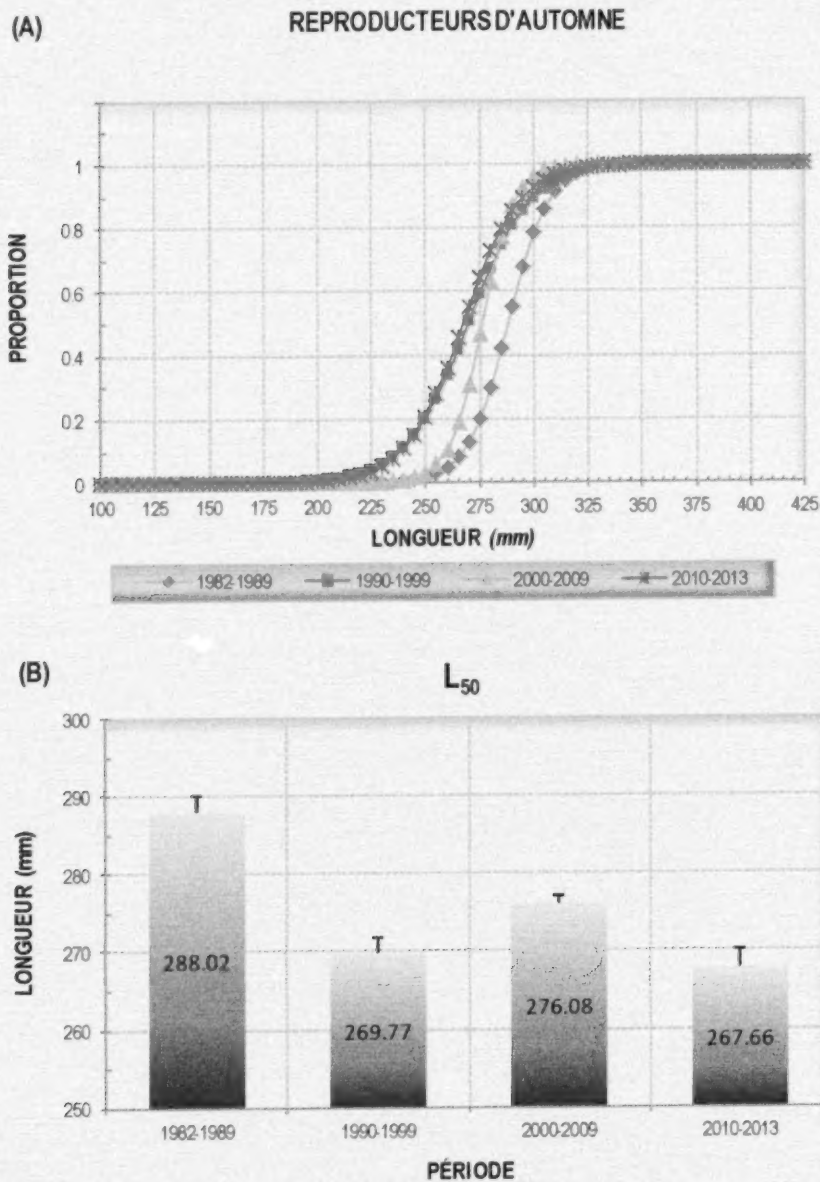 (A)
REPRODUCTEURS D'AUTOMNE
1
0.8
0.6
0.4
0.2
0
PROPORTION
100 125 150 175 200 225 250 275 300 325 350 375 400 425
LONGUEUR (mm)
1982-1989 1990-1999 2000-2009 2010-2013
(B)
L50
300
290
280
270
260
250
LONGUEUR (mm)
288.02
269.77
276.08
267.66
1982-1989 1990-1999 2000-2009 2010-2013
PÉRIODE